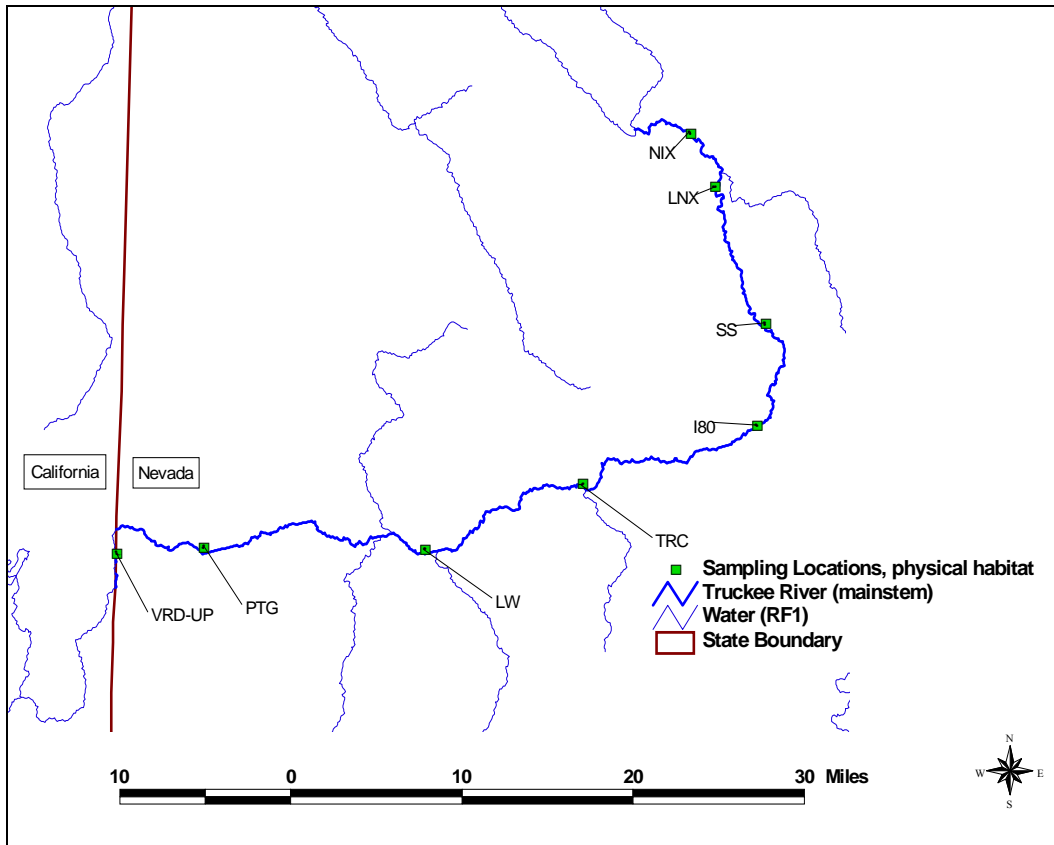 NIX
LNX
SS
I80
California
Nevada
TRC
Sampling Locations, physical habitat
Truckee River (mainstem)
LW
PTG
VRD-UP
Water (RF1)
State Boundary
10 0 10 20 30 Miles
N
W E
S